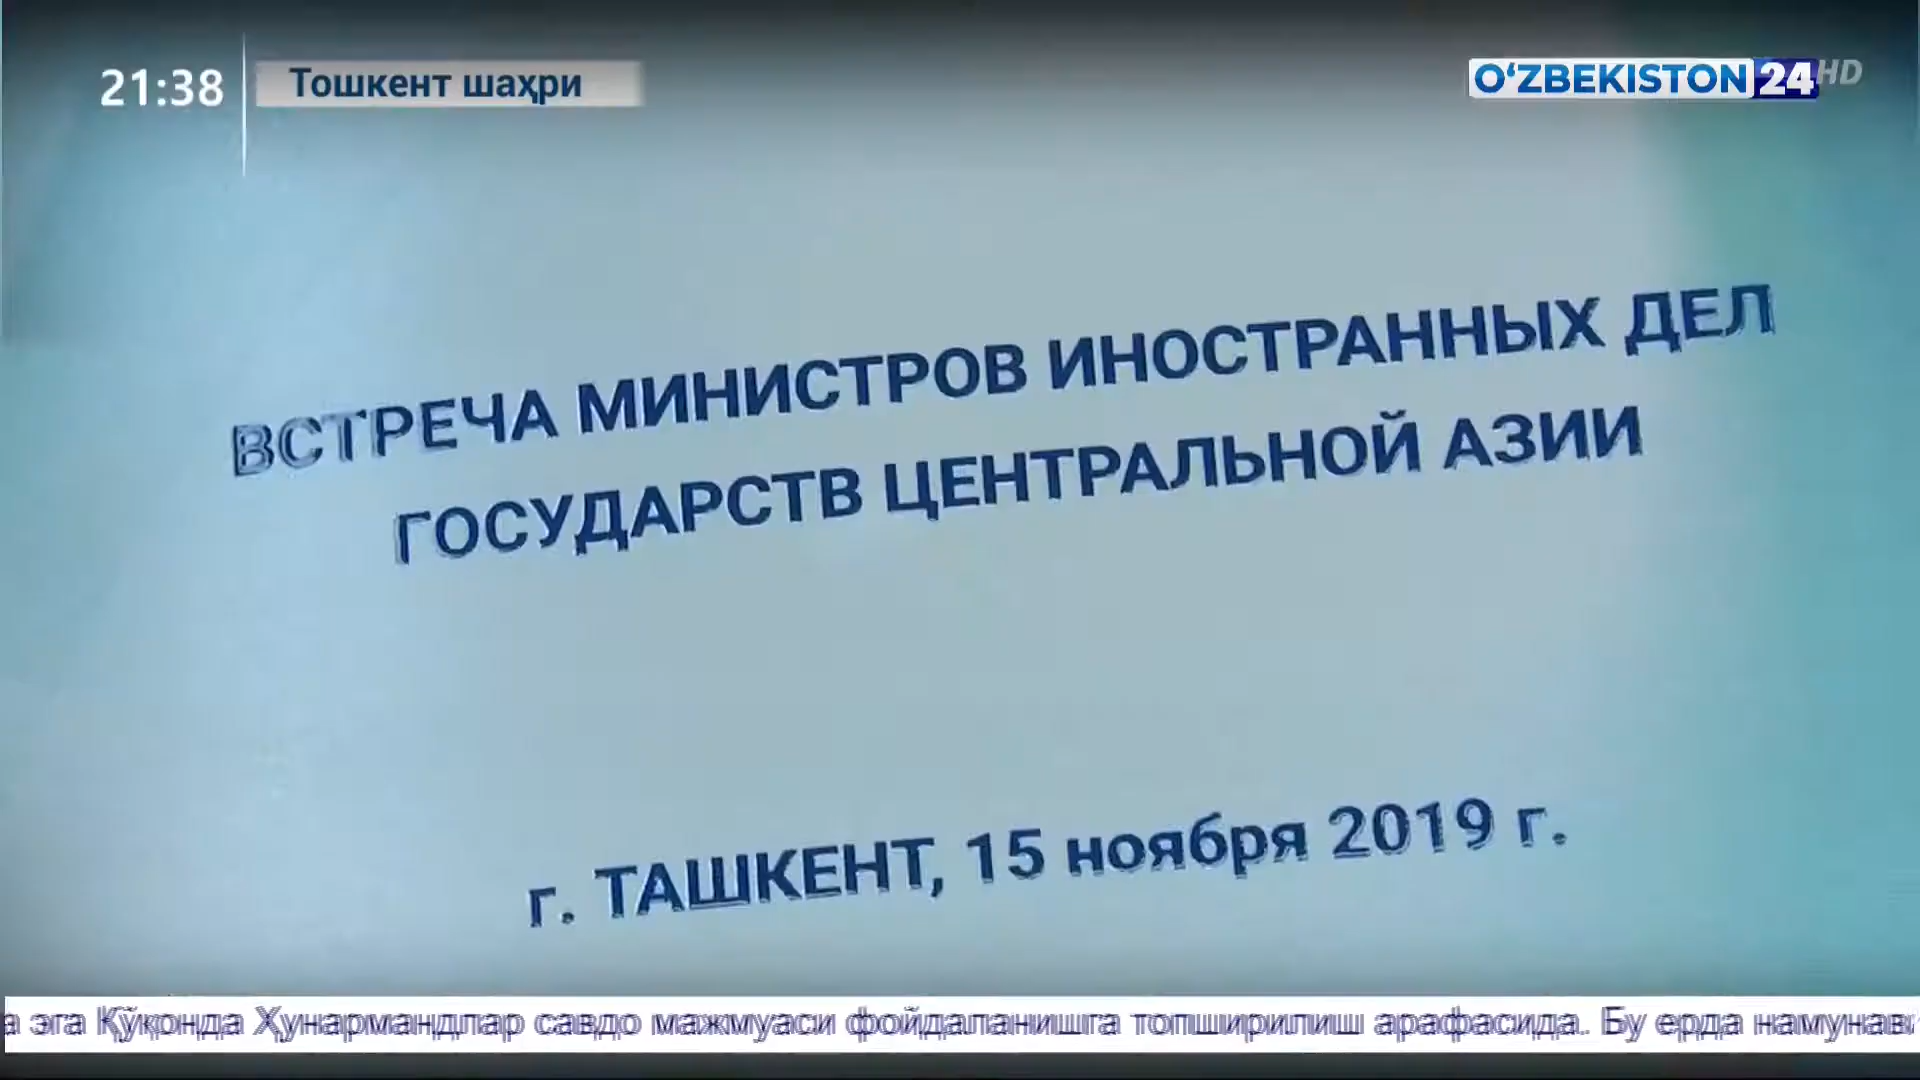 21:38
Тошкент шаҳри
O‘ZBEKISTON 24 HD
ВСТРЕЧА МИНИСТРОВ ИНОСТРАННЫХ ДЕЛ
ГОСУДАРСТВ ЦЕНТРАЛЬНОЙ АЗИИ
г. ТАШКЕНТ, 15 ноября 2019 г.
а эга Қўқонда Ҳунармандлар савдо мажмуаси фойдаланишга топширилиш арафасида. Бу ерда